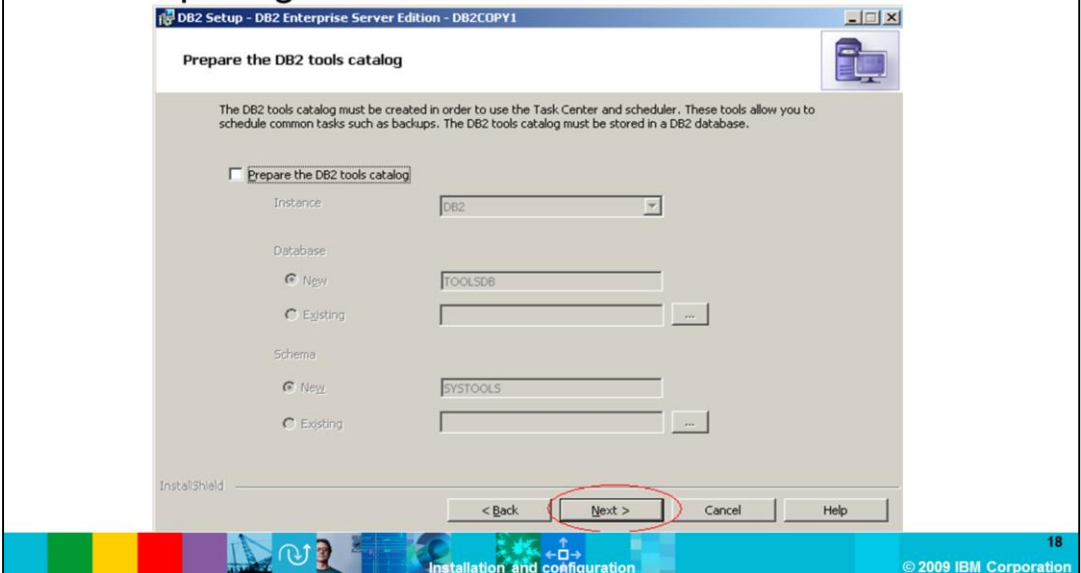 DB2 Setup - DB2 Enterprise Server Edition - DB2COPY1
Prepare the DB2 tools catalog
The DB2 tools catalog must be created in order to use the Task Center and scheduler. These tools allow you to
schedule common tasks such as backups. The DB2 tools catalog must be stored in a DB2 database.
Prepare the DB2 tools catalog
Instance DB2
Database
New TOOLSDB
Existing ...
Schema
New SYSTOOLS
Existing ...
InstallShield
< Back Next > Cancel Help
18
Installation and configuration © 2009 IBM Corporation